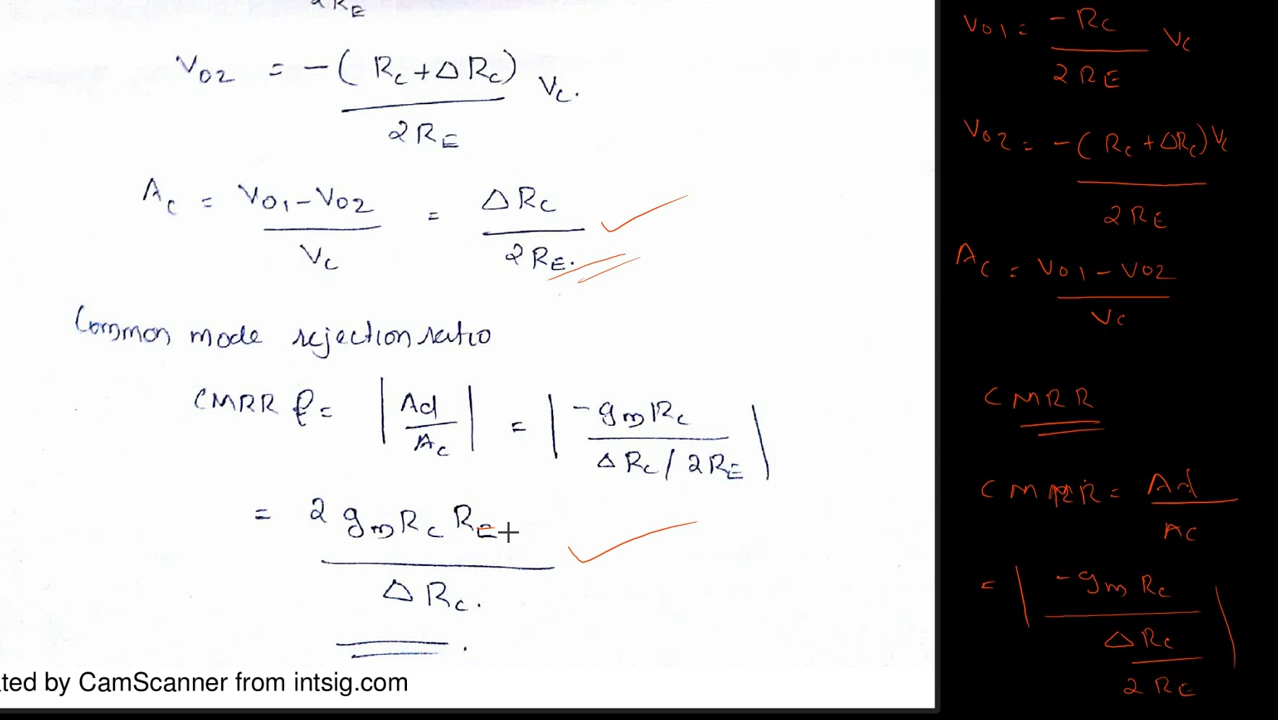 2RE
VO2 = -(RC+ΔRC) VC.
2RE
AC = VO1-VO2 = ΔRC
VC 2RE.
Common mode rejection ratio
CMRR = |Ad/AC| = |-gmRC / ΔRC/2RE|
= 2gmRCRE
ΔRC.
ted by CamScanner from intsig.com
VO1 = -RC VC
2RE
VO2 = -(RC+ΔRC)VC
2RE
AC = VO1-VO2
VC
CMRR
CMRR = Ad
AC
= |-gmRC|
ΔRC
2RE